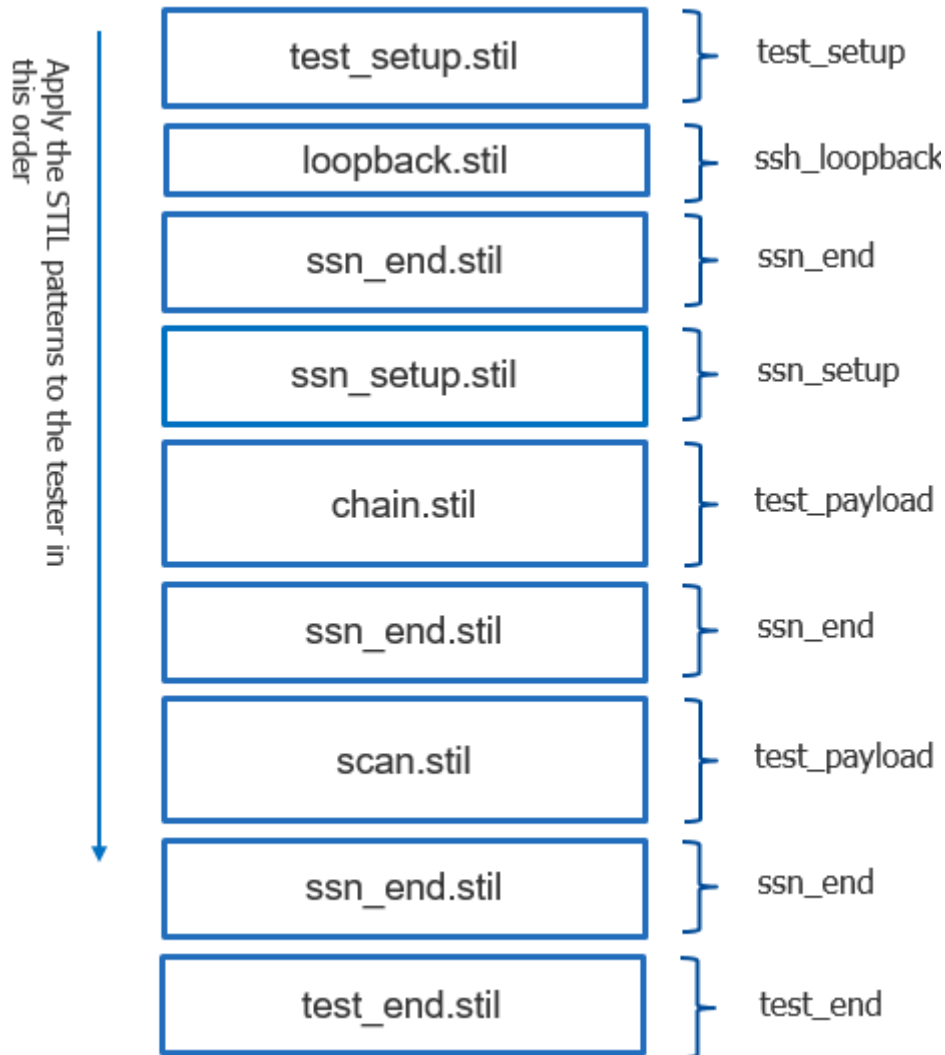 Apply the STIL patterns to the tester in
this order
test_setup.stil
test_setup
loopback.stil
ssh_loopback
ssn_end.stil
ssn_end
ssn_setup.stil
ssn_setup
chain.stil
test_payload
ssn_end.stil
ssn_end
scan.stil
test_payload
ssn_end.stil
ssn_end
test_end.stil
test_end